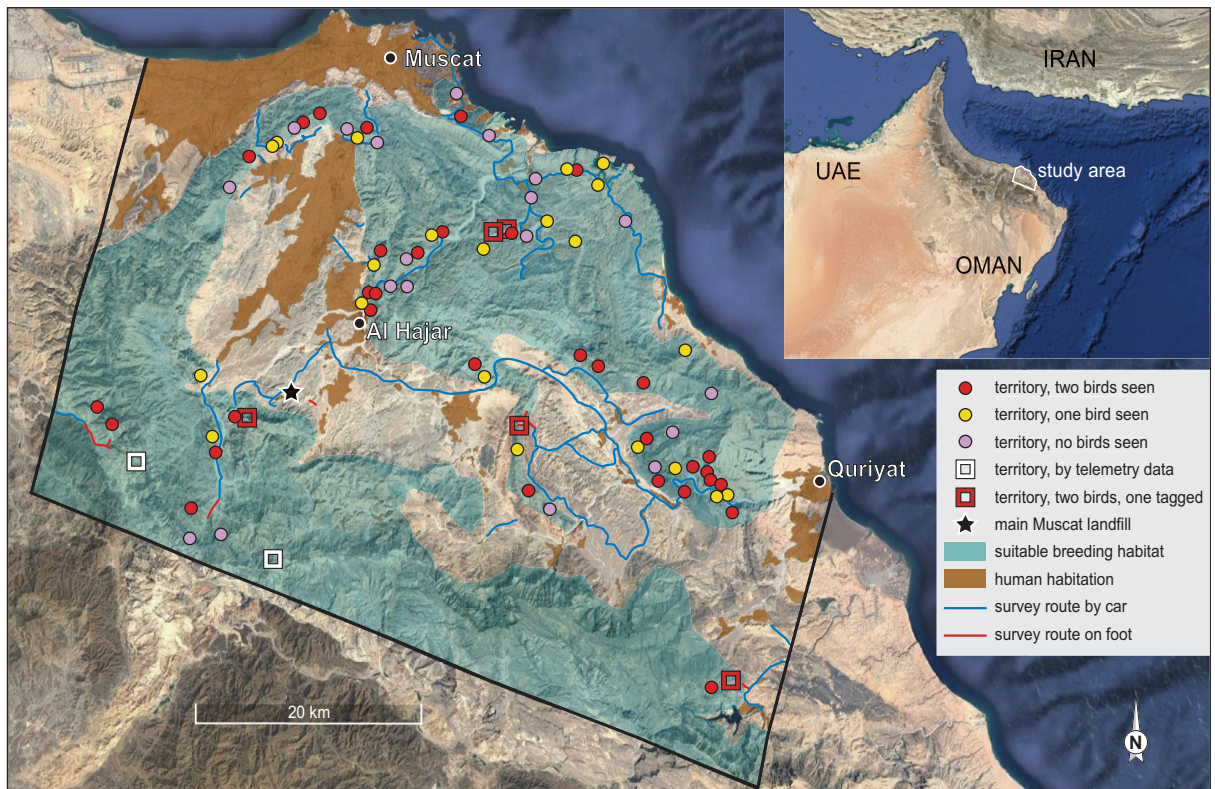 Muscat
Al Hajar
Quriyat
20 km
IRAN
UAE
study area
OMAN
territory, two birds seen
territory, one bird seen
territory, no birds seen
territory, by telemetry data
territory, two birds, one tagged
main Muscat landfill
suitable breeding habitat
human habitation
survey route by car
survey route on foot
N